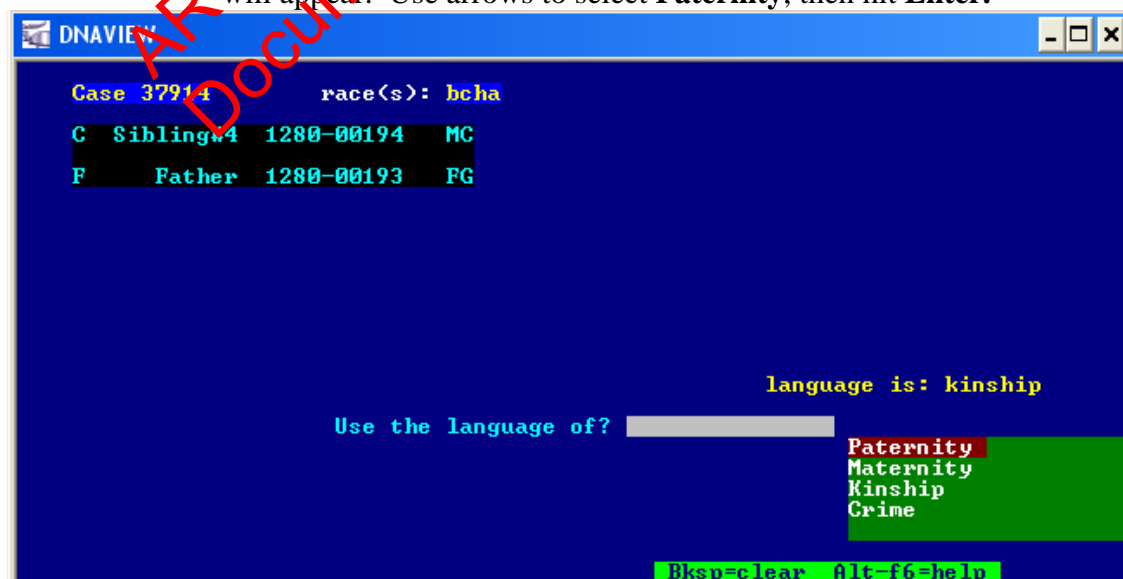 will appear. Use arrows to select Paternity, then hit Enter.
DNAVIEW
Case 37914 race(s): bcha
C Sibling#4 1280-00194 MC
F Father 1280-00193 FG
language is: kinship
Use the language of?
Paternity
Maternity
Kinship
Crime
Bksp=clear Alt-f6=help
AR
Docu